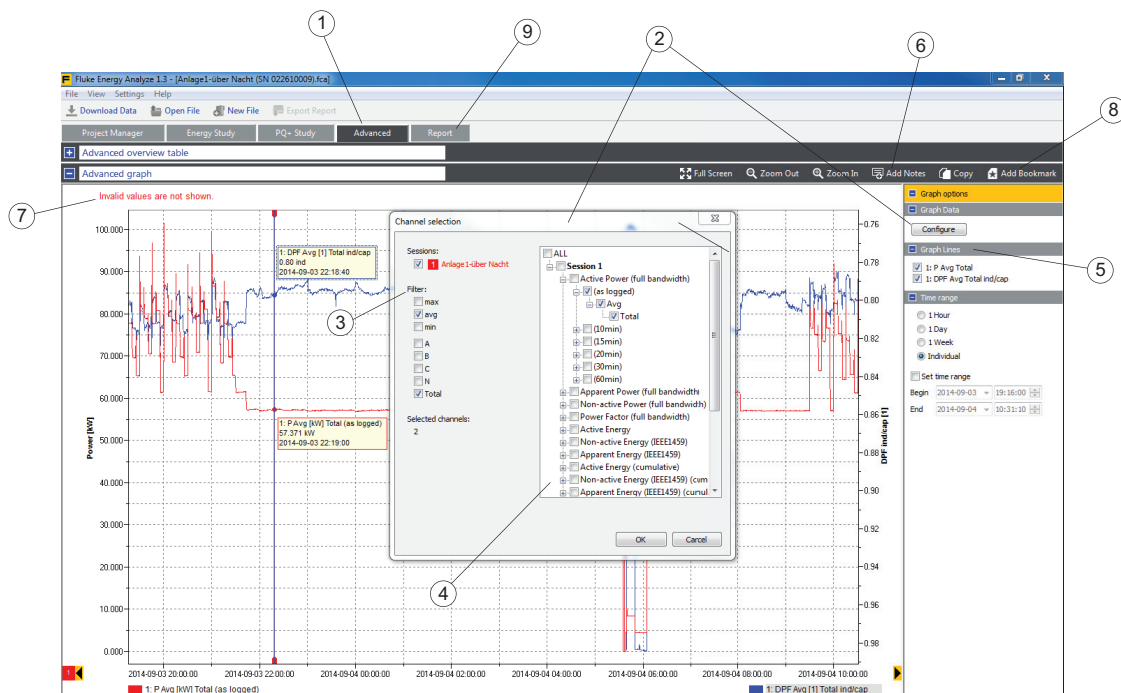 1
9
2
6
8
Fluke Energy Analyze 1.3 - [Anlage1-über Nacht (SN 022610009).fca]
File View Settings Help
Download Data Open File New File Export Report
Project Manager Energy Study PQ+ Study Advanced Report
Advanced overview table
Advanced graph Full Screen Zoom Out Zoom In Add Notes Copy Add Bookmark
7
Invalid values are not shown.
100.000
90.000
80.000
70.000
60.000
50.000
40.000
30.000
20.000
10.000
0.000
Power [kW]
1: DPF Avg [1] Total ind/cap
0.80 ind
2014-09-03 22:18:40
1: P Avg [kW] Total (as logged)
57.371 kW
2014-09-03 22:19:00
Channel selection
Sessions:
1 Anlage1-über Nacht
Filter:
3
max
avg
min
A
B
C
N
Total
Selected channels:
2
ALL
Session 1
Active Power (full bandwidth)
(as logged)
Avg
Total
(10min)
(15min)
(20min)
(30min)
(60min)
Apparent Power (full bandwidth
Non-active Power (full bandwidth)
Power Factor (full bandwidth)
Active Energy
Non-active Energy (IEEE1459)
Apparent Energy (IEEE1459)
Active Energy (cumulative)
Non-active Energy (IEEE1459) (cum
Apparent Energy (IEEE1459) (cumul
OK Carcel
4
0.76
0.78
0.80
0.82
0.84
0.86
0.88
0.90
0.92
0.94
0.96
0.98
DPF ind/cap [1]
Graph options
Graph Data
Configure
Graph Lines
5
1: P Avg Total
1: DPF Avg Total ind/cap
Time range
1 Hour
1 Day
1 Week
Individual
Set time range
Begin 2014-09-03 19:16:00
End 2014-09-04 10:31:10
1
2014-09-03 20:00:00 2014-09-03 22:00:00 2014-09-04 00:00:00 2014-09-04 02:00:00 2014-09-04 04:00:00 2014-09-04 06:00:00 2014-09-04 08:00:00 2014-09-04 10:00:00
1: P Avg [kW] Total (as logged) 1: DPF Avg [1] Total ind/cap